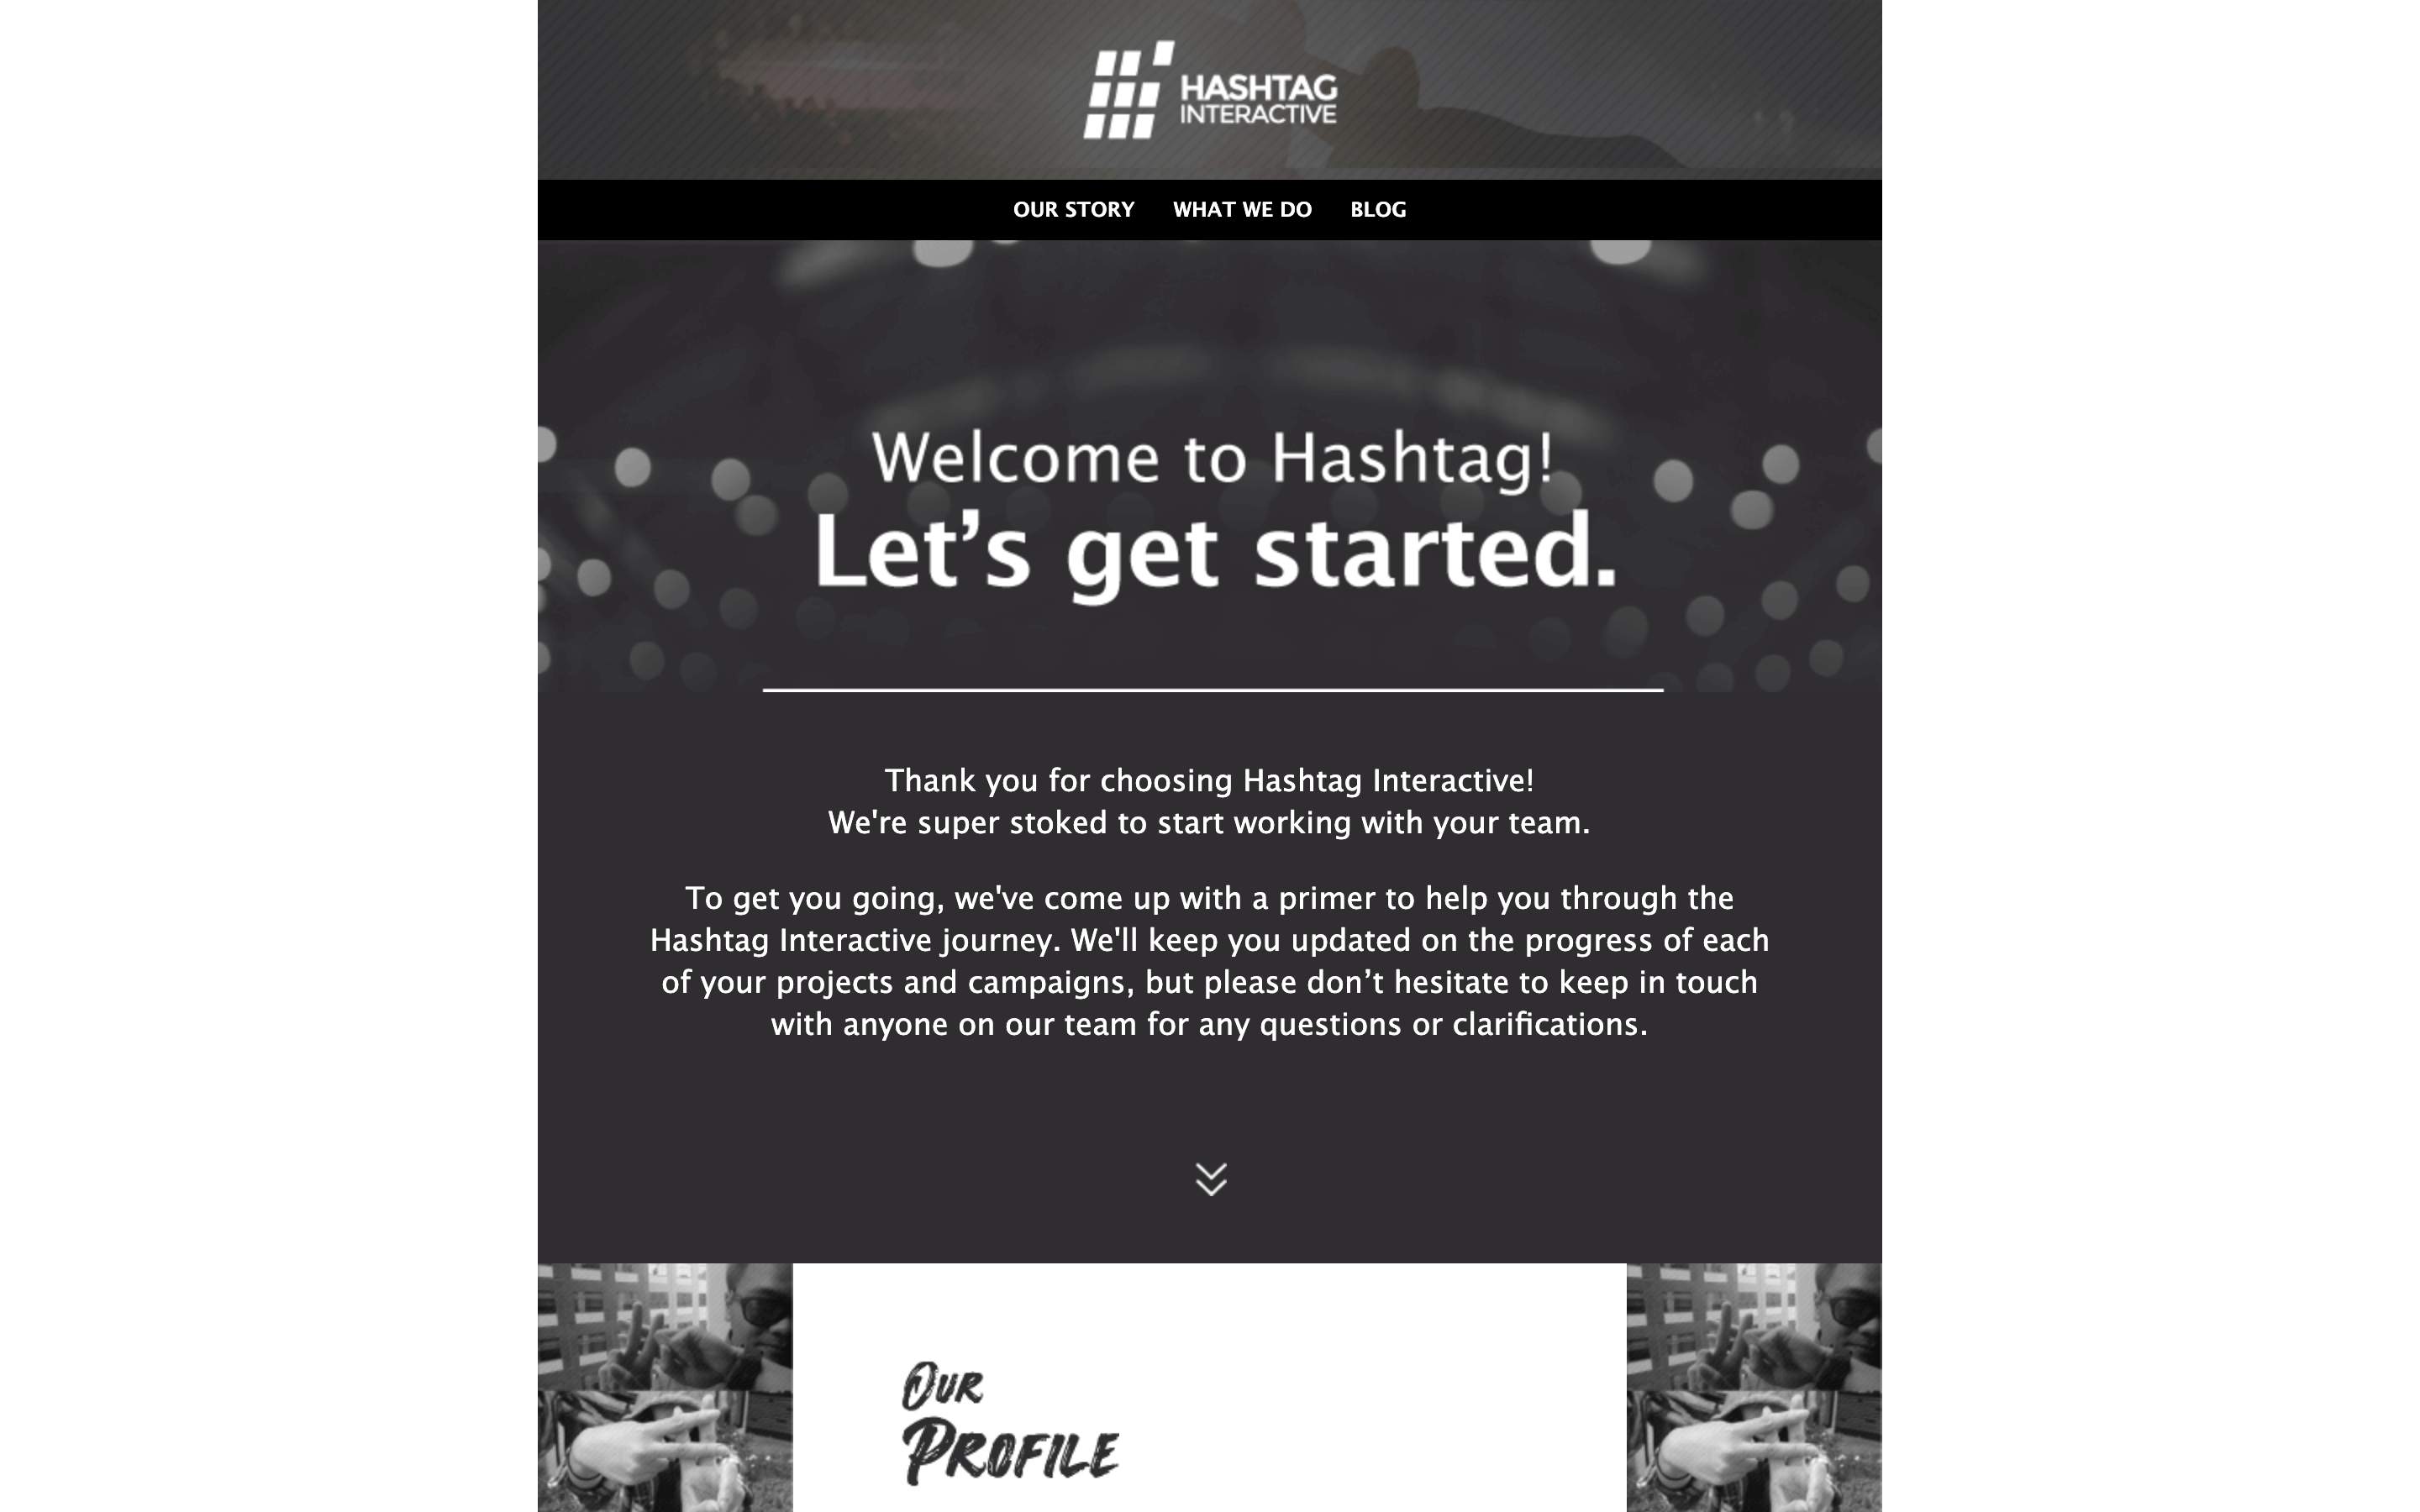 HASHTAG
INTERACTIVE
OUR STORY WHAT WE DO BLOG
Welcome to Hashtag!
Let’s get started.
Thank you for choosing Hashtag Interactive!
We're super stoked to start working with your team.
To get you going, we've come up with a primer to help you through the
Hashtag Interactive journey. We'll keep you updated on the progress of each
of your projects and campaigns, but please don’t hesitate to keep in touch
with anyone on our team for any questions or clarifications.
OUR
PROFILE